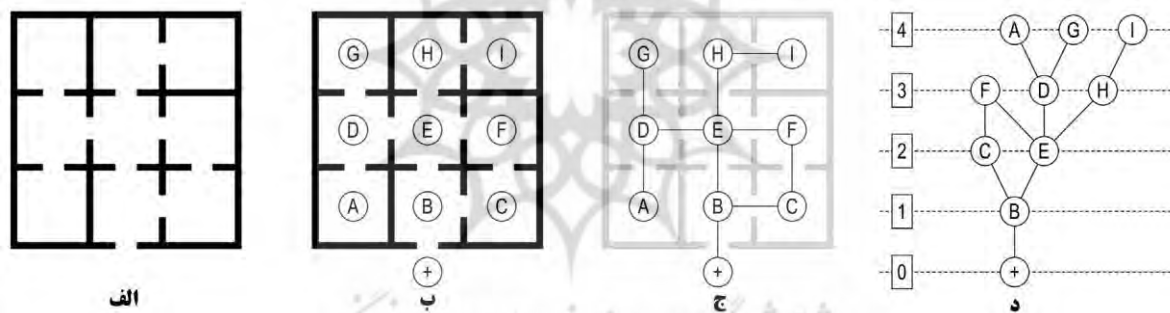 G H I
D E F
A B C
+
G H I
D E F
A B C
+
4 A G I
3 F D H
2 C E
1 B
0 +
الف
ب
ج
د